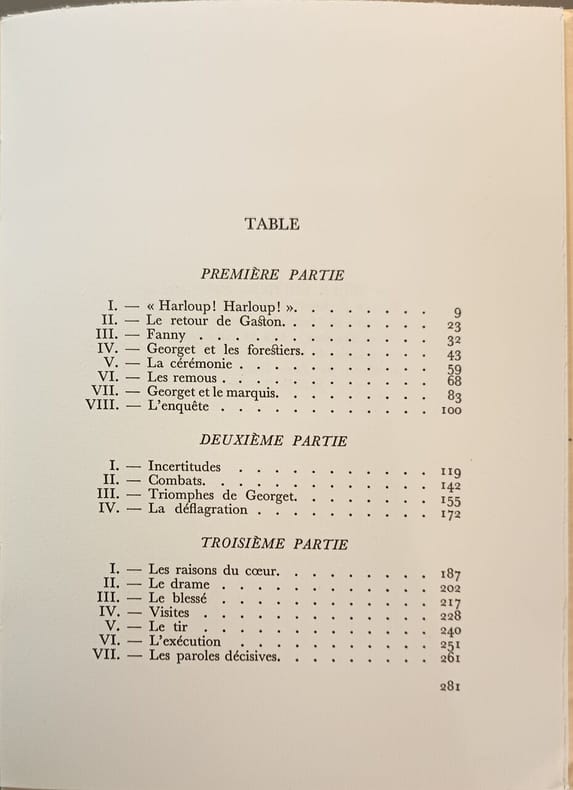 TABLE
PREMIÈRE PARTIE
I. — « Harloup! Harloup! ». . . . . . . . . 9
II. — Le retour de Gaston. . . . . . . . . 23
III. — Fanny . . . . . . . . . . . . . 32
IV. — Georget et les forestiers. . . . . . . . 43
V. — La cérémonie . . . . . . . . . . . 59
VI. — Les remous . . . . . . . . . . . . 68
VII. — Georget et le marquis. . . . . . . . . 83
VIII. — L'enquête . . . . . . . . . . . . 100
DEUXIÈME PARTIE
I. — Incertitudes . . . . . . . . . . . 119
II. — Combats. . . . . . . . . . . . . 142
III. — Triomphes de Georget. . . . . . . . 155
IV. — La déflagration . . . . . . . . . . 172
TROISIÈME PARTIE
I. — Les raisons du cœur. . . . . . . . . 187
II. — Le drame . . . . . . . . . . . . 202
III. — Le blessé . . . . . . . . . . . . 217
IV. — Visites . . . . . . . . . . . . . 228
V. — Le tir . . . . . . . . . . . . . 240
VI. — L'exécution . . . . . . . . . . . 251
VII. — Les paroles décisives. . . . . . . . . 261
281